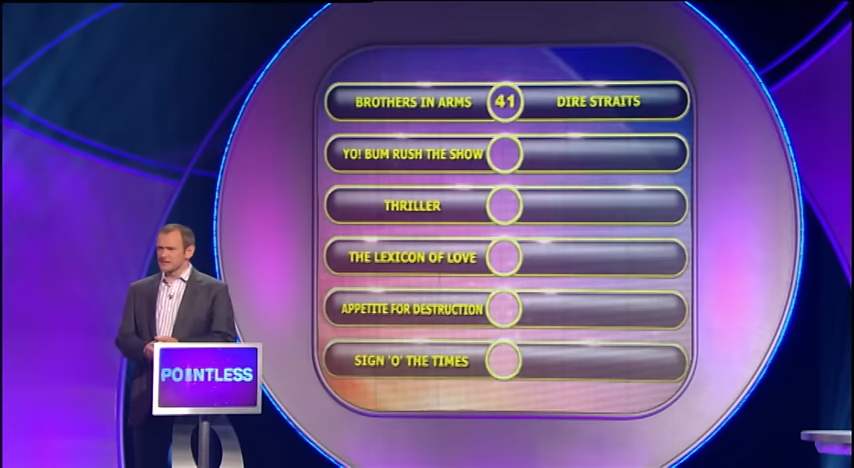 BROTHERS IN ARMS 41 DIRE STRAITS
YO! BUM RUSH THE SHOW
THRILLER
THE LEXICON OF LOVE
APPETITE FOR DESTRUCTION
SIGN 'O' THE TIMES
POINTLESS